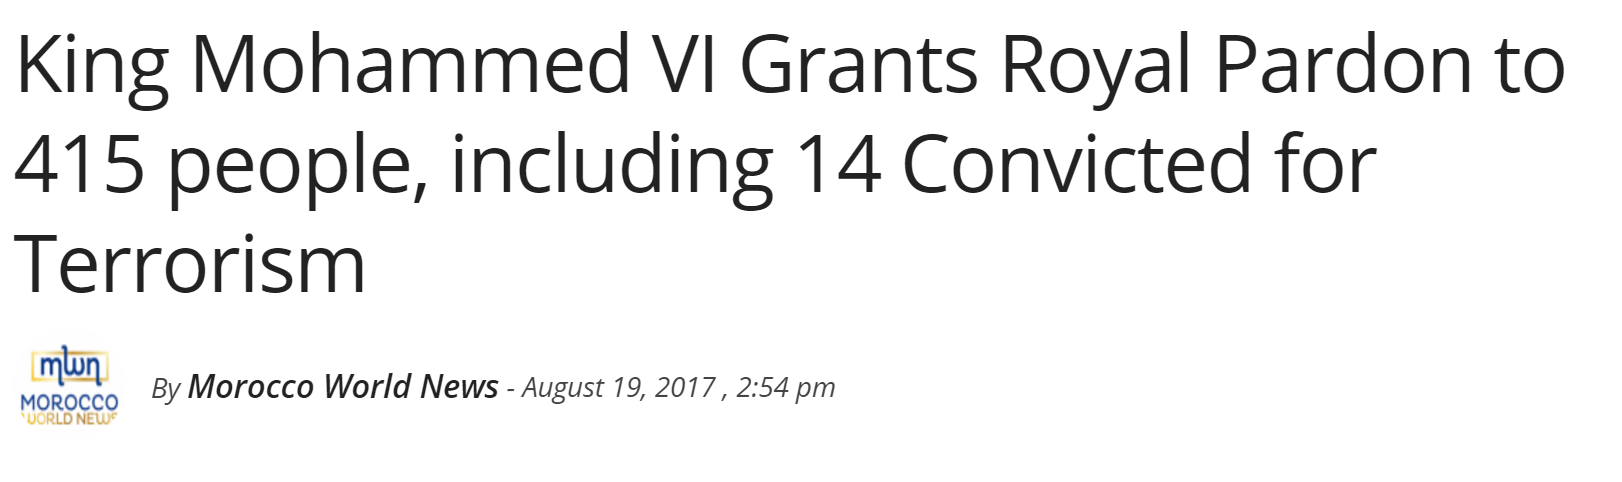 King Mohammed VI Grants Royal Pardon to
415 people, including 14 Convicted for
Terrorism
mwn
MOROCCO
WORLD NEWS
By Morocco World News - August 19, 2017 , 2:54 pm